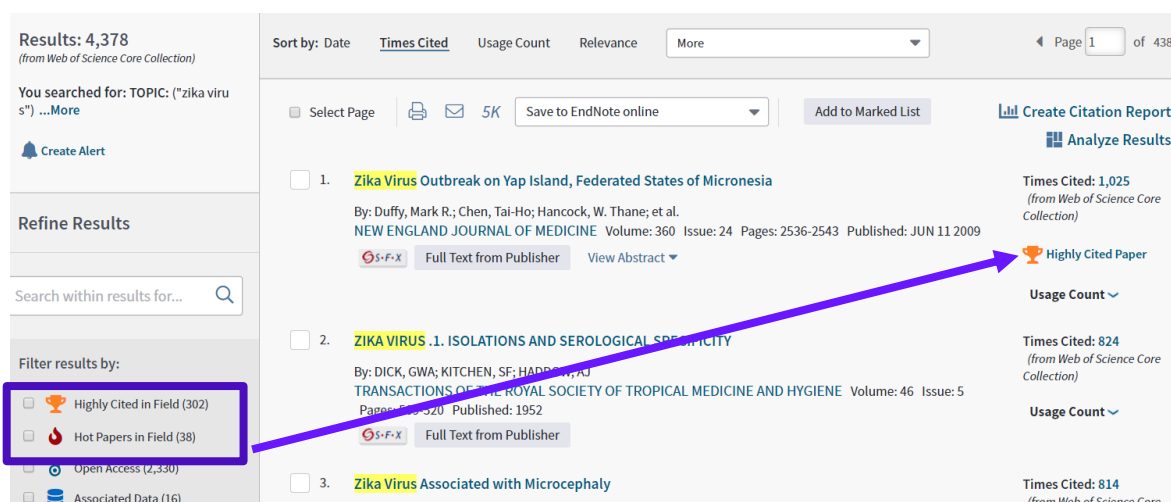 Results: 4,378
(from Web of Science Core Collection)
You searched for: TOPIC: ("zika viru
s") ...More
Create Alert
Refine Results
Search within results for...
Filter results by:
Highly Cited in Field (302)
Hot Papers in Field (38)
Open Access (2,330)
Associated Data (16)
Sort by: Date Times Cited Usage Count Relevance More
Page 1 of 438
Select Page 5K Save to EndNote online Add to Marked List
Create Citation Report
Analyze Results
1. Zika Virus Outbreak on Yap Island, Federated States of Micronesia
By: Duffy, Mark R.; Chen, Tai-Ho; Hancock, W. Thane; et al.
NEW ENGLAND JOURNAL OF MEDICINE Volume: 360 Issue: 24 Pages: 2536-2543 Published: JUN 11 2009
S·F·X Full Text from Publisher View Abstract
Times Cited: 1,025
(from Web of Science Core
Collection)
Highly Cited Paper
Usage Count
2. ZIKA VIRUS .1. ISOLATIONS AND SEROLOGICAL SPECIFICITY
By: DICK, GWA; KITCHEN, SF; HADDOW, AJ
TRANSACTIONS OF THE ROYAL SOCIETY OF TROPICAL MEDICINE AND HYGIENE Volume: 46 Issue: 5
Pages: -520 Published: 1952
S·F·X Full Text from Publisher
Times Cited: 824
(from Web of Science Core
Collection)
Usage Count
3. Zika Virus Associated with Microcephaly
Times Cited: 814
(from Web of Science Core